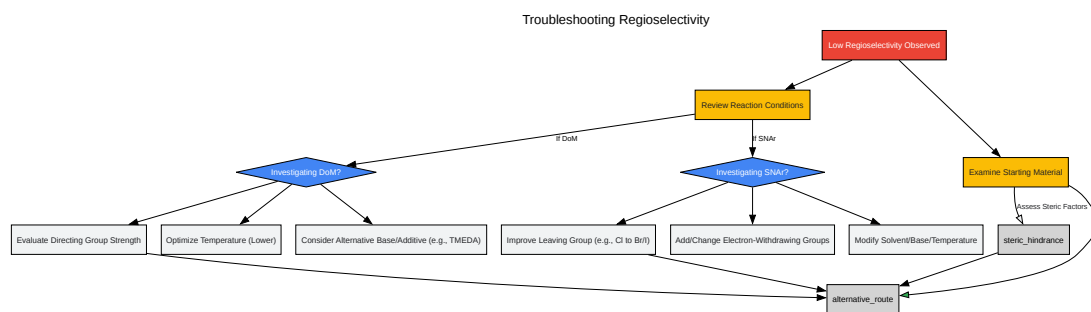 Troubleshooting Regioselectivity
Low Regioselectivity Observed
Review Reaction Conditions
If DoM
If SNAr
Investigating DoM?
Investigating SNAr?
Examine Starting Material
Assess Steric Factors
Evaluate Directing Group Strength
Optimize Temperature (Lower)
Consider Alternative Base/Additive (e.g., TMEDA)
Improve Leaving Group (e.g., Cl to Br/I)
Add/Change Electron-Withdrawing Groups
Modify Solvent/Base/Temperature
steric_hindrance
alternative_route